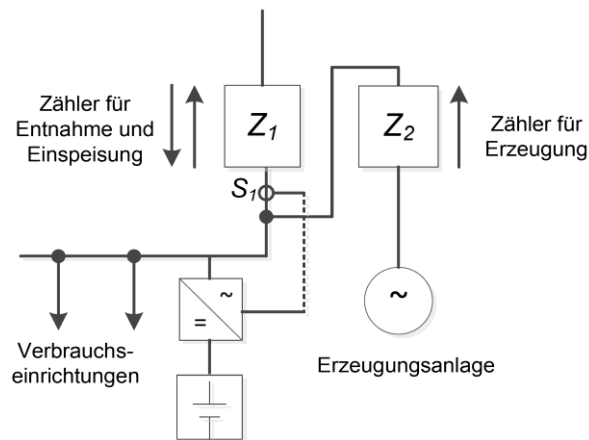 Zähler für
Entnahme und
Einspeisung
Z1
Z2
Zähler für
Erzeugung
S1
~
=
~
Verbrauchs-
einrichtungen
Erzeugungsanlage